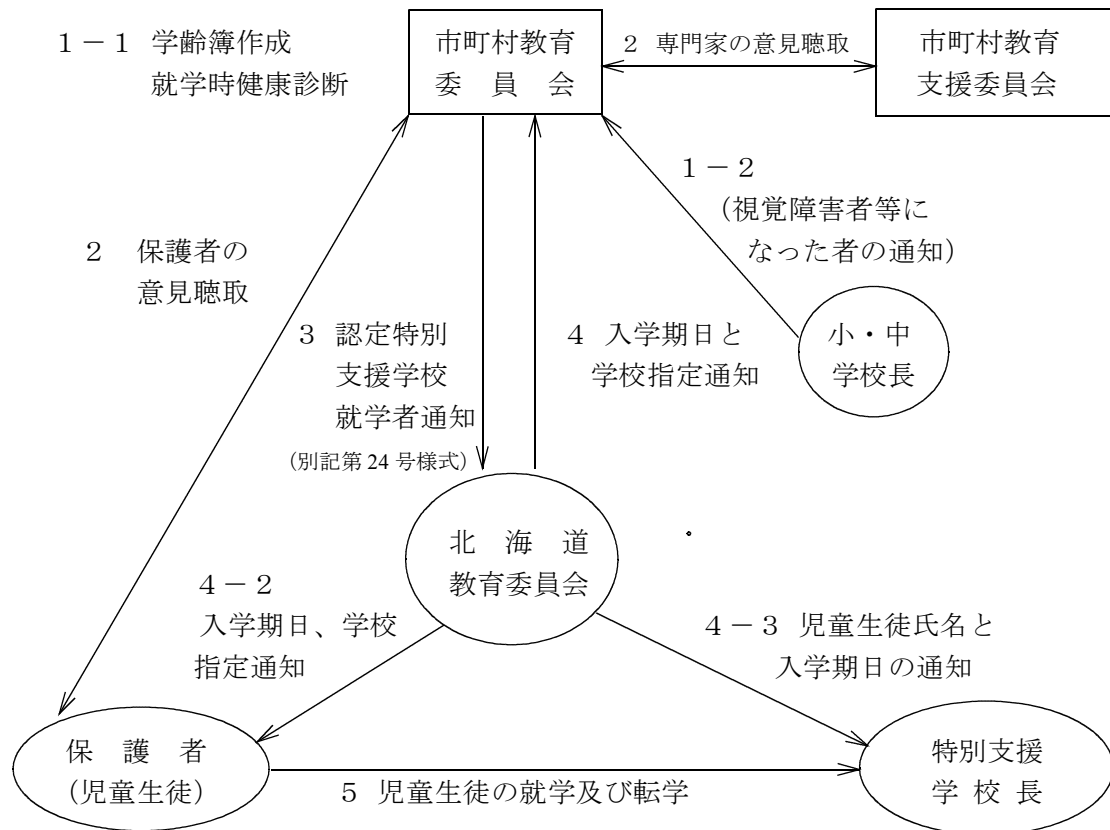 1－1 学齢簿作成
就学時健康診断
市町村教育
委 員 会
2 専門家の意見聴取
市町村教育
支援委員会
1－2
（視覚障害者等に
なった者の通知）
2 保護者の
意見聴取
3 認定特別
支援学校
就学者通知
（別記第24号様式）
4 入学期日と
学校指定通知
小・中
学校長
北 海 道
教育委員会
4－2
入学期日、学校
指定通知
4－3 児童生徒氏名と
入学期日の通知
保 護 者
（児童生徒）
5 児童生徒の就学及び転学
特別支援
学 校 長